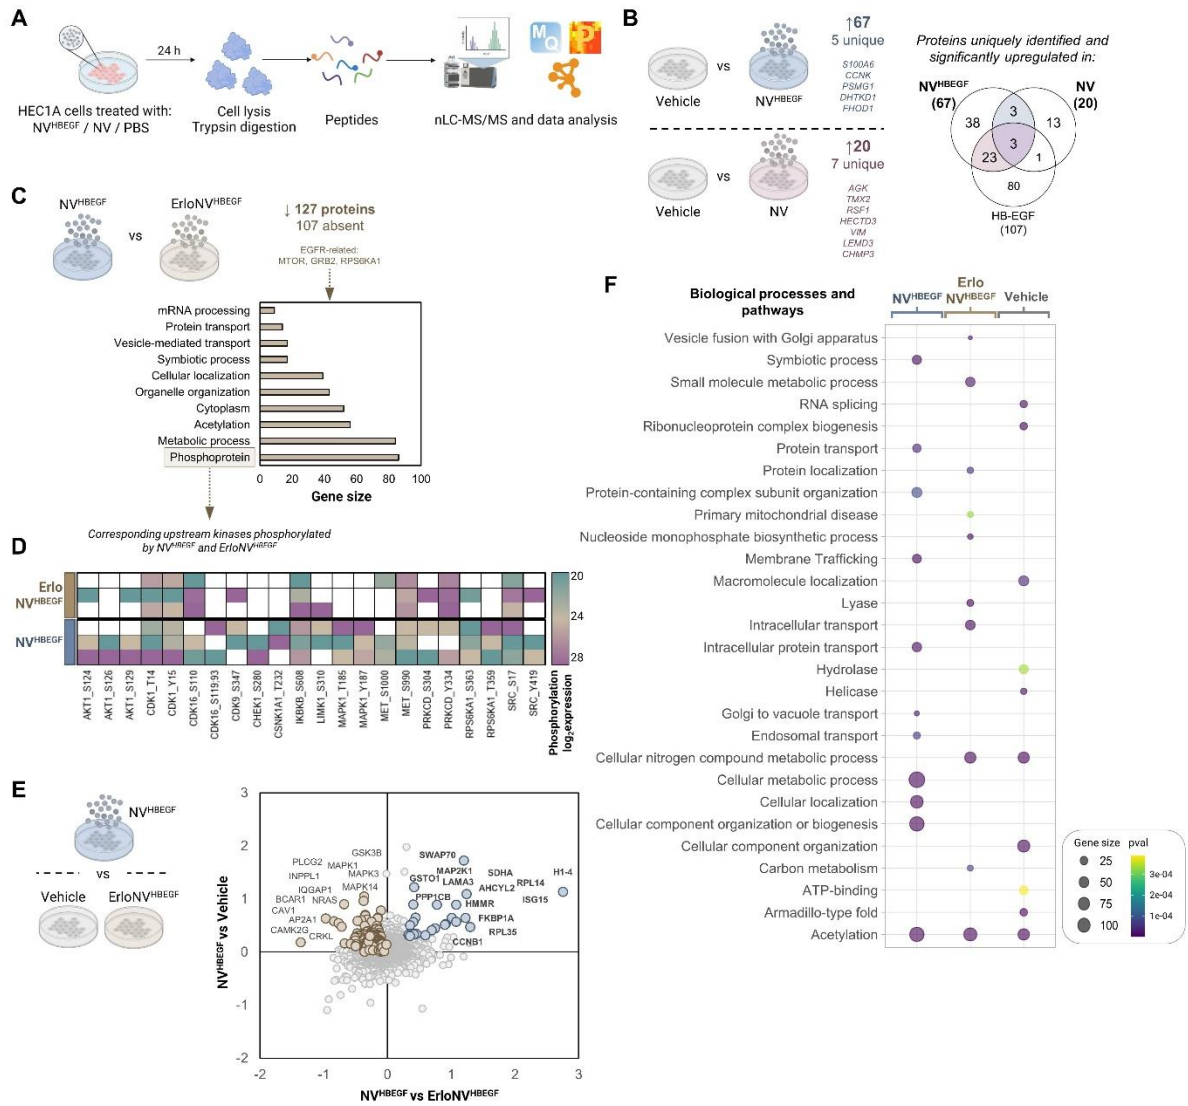 A
24 h
HEC1A cells treated with:
NVHBEGF / NV / PBS
Cell lysis
Trypsin digestion
Peptides
MQ
P
nLC-MS/MS and data analysis
B
Vehicle
vs
NVHBEGF
↑67
5 unique
S100A6
CCNK
PSMG1
DHTKD1
FHOD1
Vehicle
vs
NV
↑20
7 unique
AGK
TMX2
RSF1
HECTD3
VIM
LEMD3
CHMP3
Proteins uniquely identified and
significantly upregulated in:
NVHBEGF
(67)
NV
(20)
38
3
13
3
23
1
80
HB-EGF
(107)
C
NVHBEGF
vs
ErloNVHBEGF
↓ 127 proteins
107 absent
EGFR-related:
MTOR, GRB2, RPS6KA1
mRNA processing
Protein transport
Vesicle-mediated transport
Symbiotic process
Cellular localization
Organelle organization
Cytoplasm
Acetylation
Metabolic process
Phosphoprotein
0 20 40 60 80 100
Gene size
Corresponding upstream kinases phosphorylated
by NVHBEGF and ErloNVHBEGF
D
Erlo
NVHBEGF
NVHBEGF
20
24
28
Phosphorylation
log2expression
AKT1_S124
AKT1_S126
AKT1_S129
CDK1_T14
CDK1_Y15
CDK16_S110
CDK16_S119;93
CDK9_S347
CHEK1_S280
CSNK1A1_T232
IKBKB_S608
LIMK1_S310
MAPK1_T185
MAPK1_Y187
MET_S1000
MET_S990
PRKCD_S304
PRKCD_Y334
RPS6KA1_S363
RPS6KA1_T359
SRC_S17
SRC_Y419
E
NVHBEGF
vs
Vehicle
ErloNVHBEGF
NVHBEGF vs Vehicle
3
2
1
0
-1
-2
-2 -1 0 1 2 3
NVHBEGF vs ErloNVHBEGF
GSK3B
PLCG2
MAPK1
INPPL1
MAPK3
IQGAP1
MAPK14
BCAR1
NRAS
CAV1
AP2A1
CAMK2G
CRKL
SWAP70
MAP2K1
SDHA
H1-4
GSTO1
LAMA3
RPL14
AHCYL2
PPP1CB
ISG15
HMMR
FKBP1A
RPL35
CCNB1
F
Biological processes and
pathways
NVHBEGF
Erlo
NVHBEGF
Vehicle
Vesicle fusion with Golgi apparatus
Symbiotic process
Small molecule metabolic process
RNA splicing
Ribonucleoprotein complex biogenesis
Protein transport
Protein localization
Protein-containing complex subunit organization
Primary mitochondrial disease
Nucleoside monophosphate biosynthetic process
Membrane Trafficking
Macromolecule localization
Lyase
Intracellular transport
Intracellular protein transport
Hydrolase
Helicase
Golgi to vacuole transport
Endosomal transport
Cellular nitrogen compound metabolic process
Cellular metabolic process
Cellular localization
Cellular component organization or biogenesis
Cellular component organization
Carbon metabolism
ATP-binding
Armadillo-type fold
Acetylation
Gene size
25
50
75
100
pval
3e-04
2e-04
1e-04